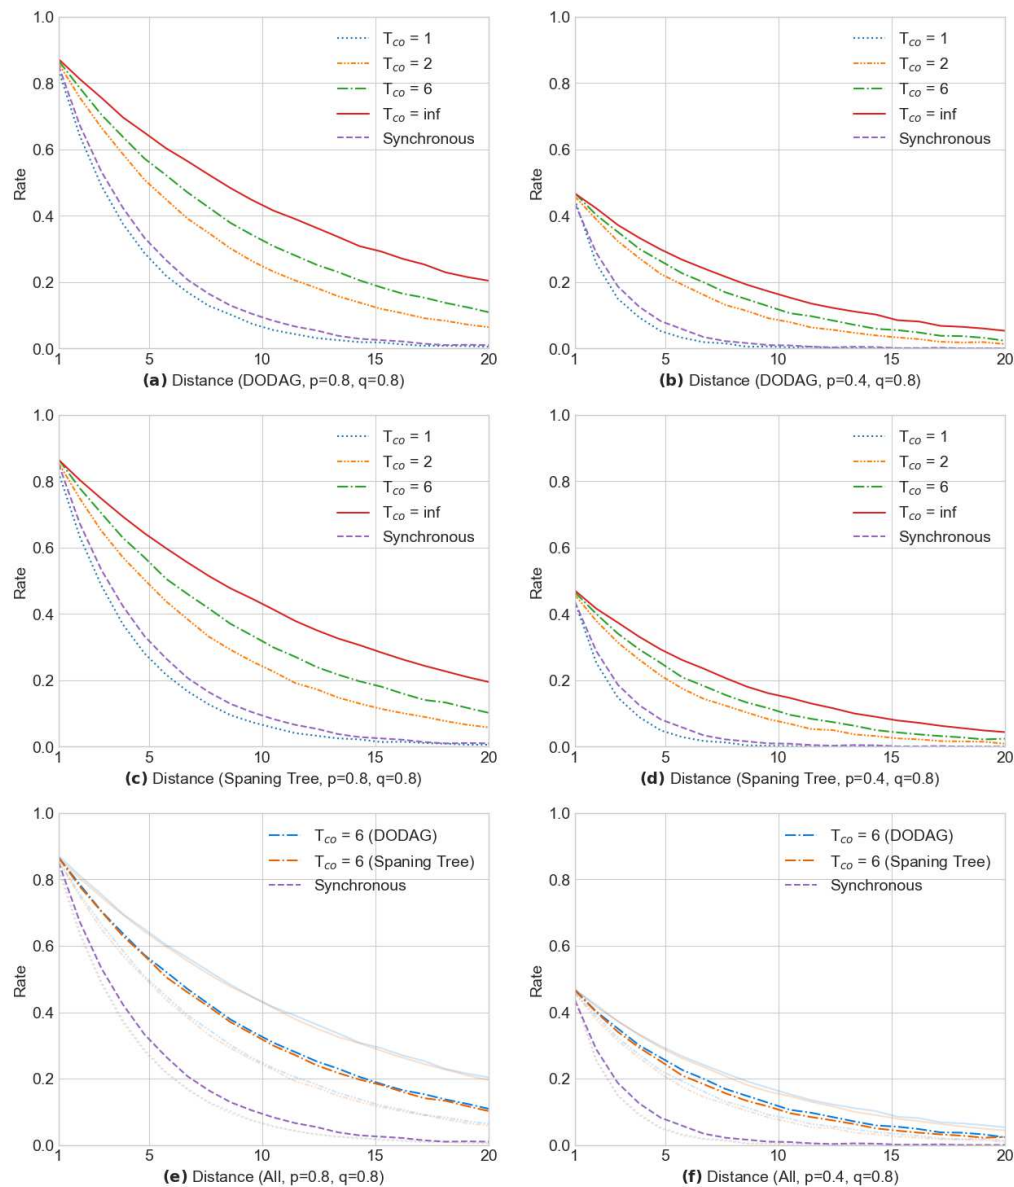 1.0
0.8
0.6
0.4
0.2
0.0
Rate
T_co = 1
T_co = 2
T_co = 6
T_co = inf
Synchronous
1 5 10 15 20
(a) Distance (DODAG, p=0.8, q=0.8)
1.0
0.8
0.6
0.4
0.2
0.0
Rate
T_co = 1
T_co = 2
T_co = 6
T_co = inf
Synchronous
1 5 10 15 20
(b) Distance (DODAG, p=0.4, q=0.8)
1.0
0.8
0.6
0.4
0.2
0.0
Rate
T_co = 1
T_co = 2
T_co = 6
T_co = inf
Synchronous
1 5 10 15 20
(c) Distance (Spaning Tree, p=0.8, q=0.8)
1.0
0.8
0.6
0.4
0.2
0.0
Rate
T_co = 1
T_co = 2
T_co = 6
T_co = inf
Synchronous
1 5 10 15 20
(d) Distance (Spaning Tree, p=0.4, q=0.8)
1.0
0.8
0.6
0.4
0.2
0.0
Rate
T_co = 6 (DODAG)
T_co = 6 (Spaning Tree)
Synchronous
1 5 10 15 20
(e) Distance (All, p=0.8, q=0.8)
1.0
0.8
0.6
0.4
0.2
0.0
Rate
T_co = 6 (DODAG)
T_co = 6 (Spaning Tree)
Synchronous
1 5 10 15 20
(f) Distance (All, p=0.4, q=0.8)